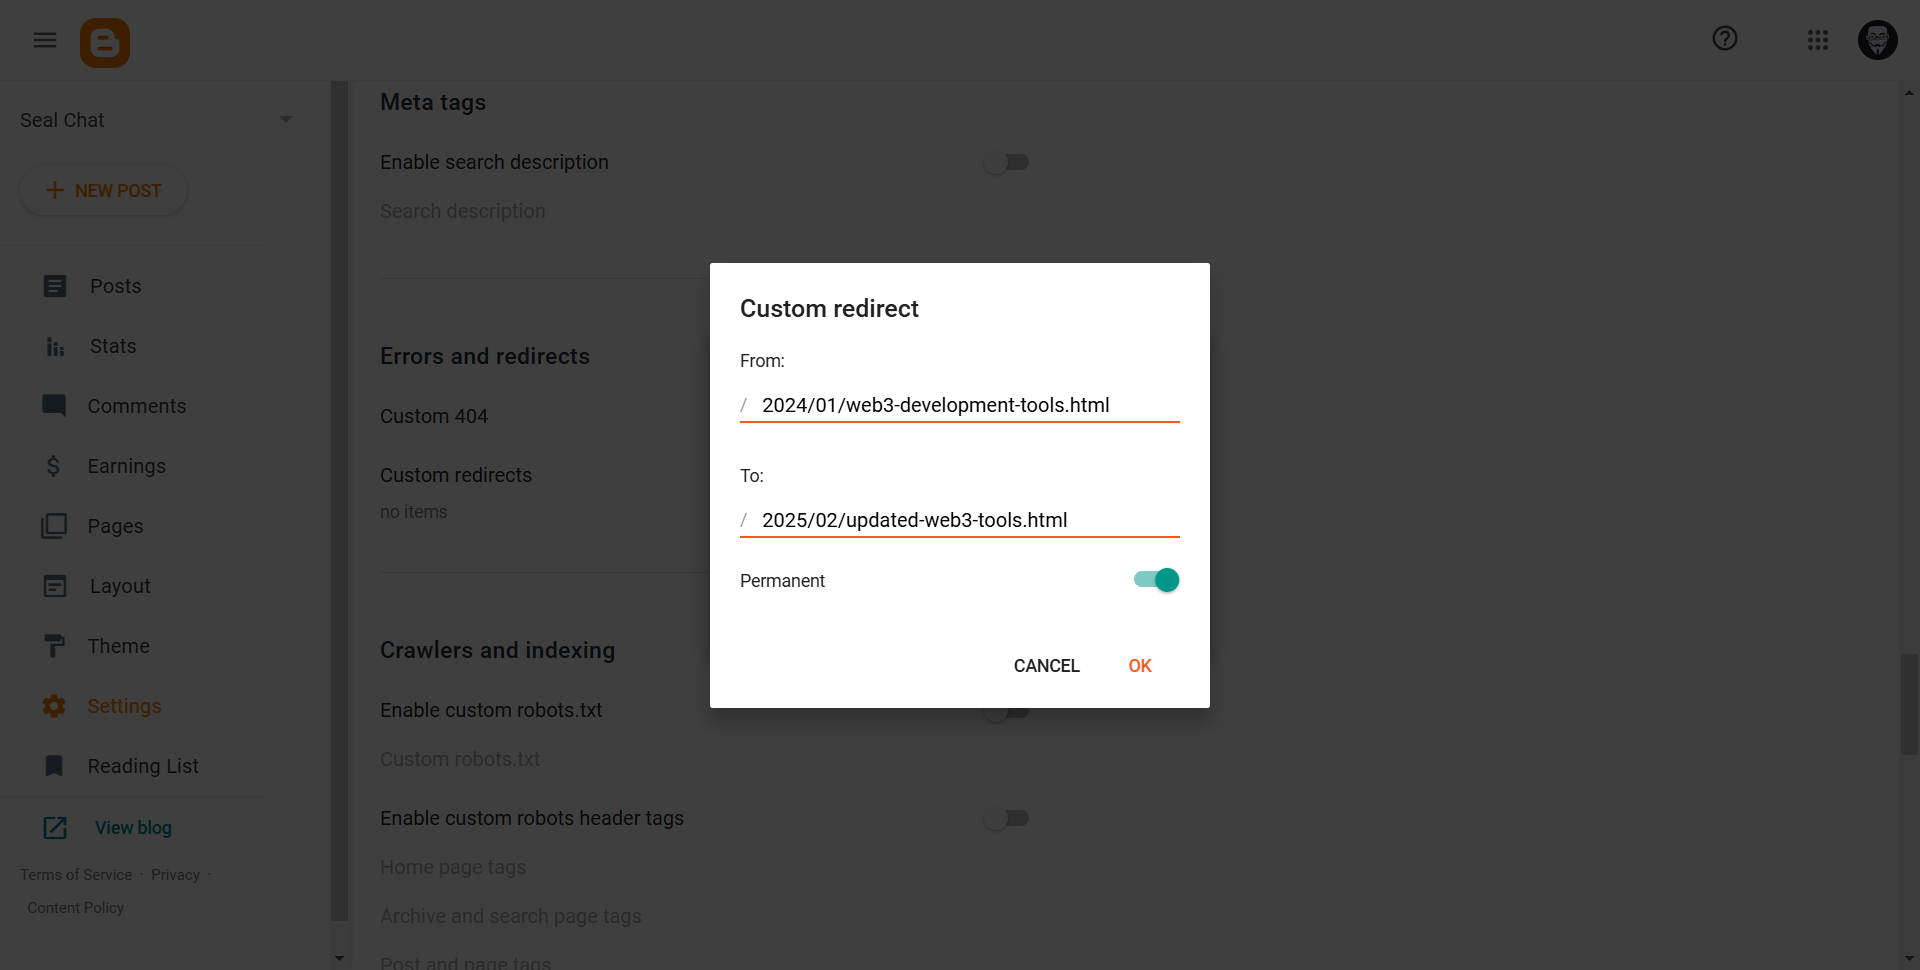 Seal Chat
NEW POST
Posts
Stats
Comments
Earnings
Pages
Layout
Theme
Settings
Reading List
View blog
Terms of Service · Privacy ·
Content Policy
Meta tags
Enable search description
Search description
Errors and redirects
Custom 404
Custom redirects
no items
Crawlers and indexing
Enable custom robots.txt
Custom robots.txt
Enable custom robots header tags
Home page tags
Archive and search page tags
Post and page tags
Custom redirect
From:
/ 2024/01/web3-development-tools.html
To:
/ 2025/02/updated-web3-tools.html
Permanent
CANCEL OK